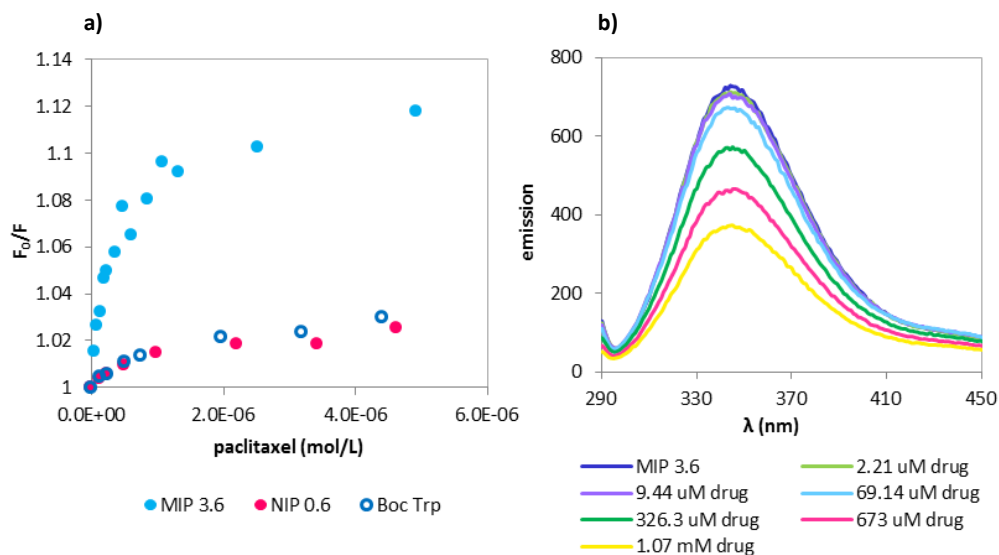 a)
1.14
1.12
1.1
1.08
1.06
1.04
1.02
1
F₀/F
0.0E+00 2.0E-06 4.0E-06 6.0E-06
paclitaxel (mol/L)
MIP 3.6 NIP 0.6 Boc Trp
b)
800
600
400
200
0
emission
290 330 370 410 450
λ (nm)
MIP 3.6 2.21 uM drug
9.44 uM drug 69.14 uM drug
326.3 uM drug 673 uM drug
1.07 mM drug